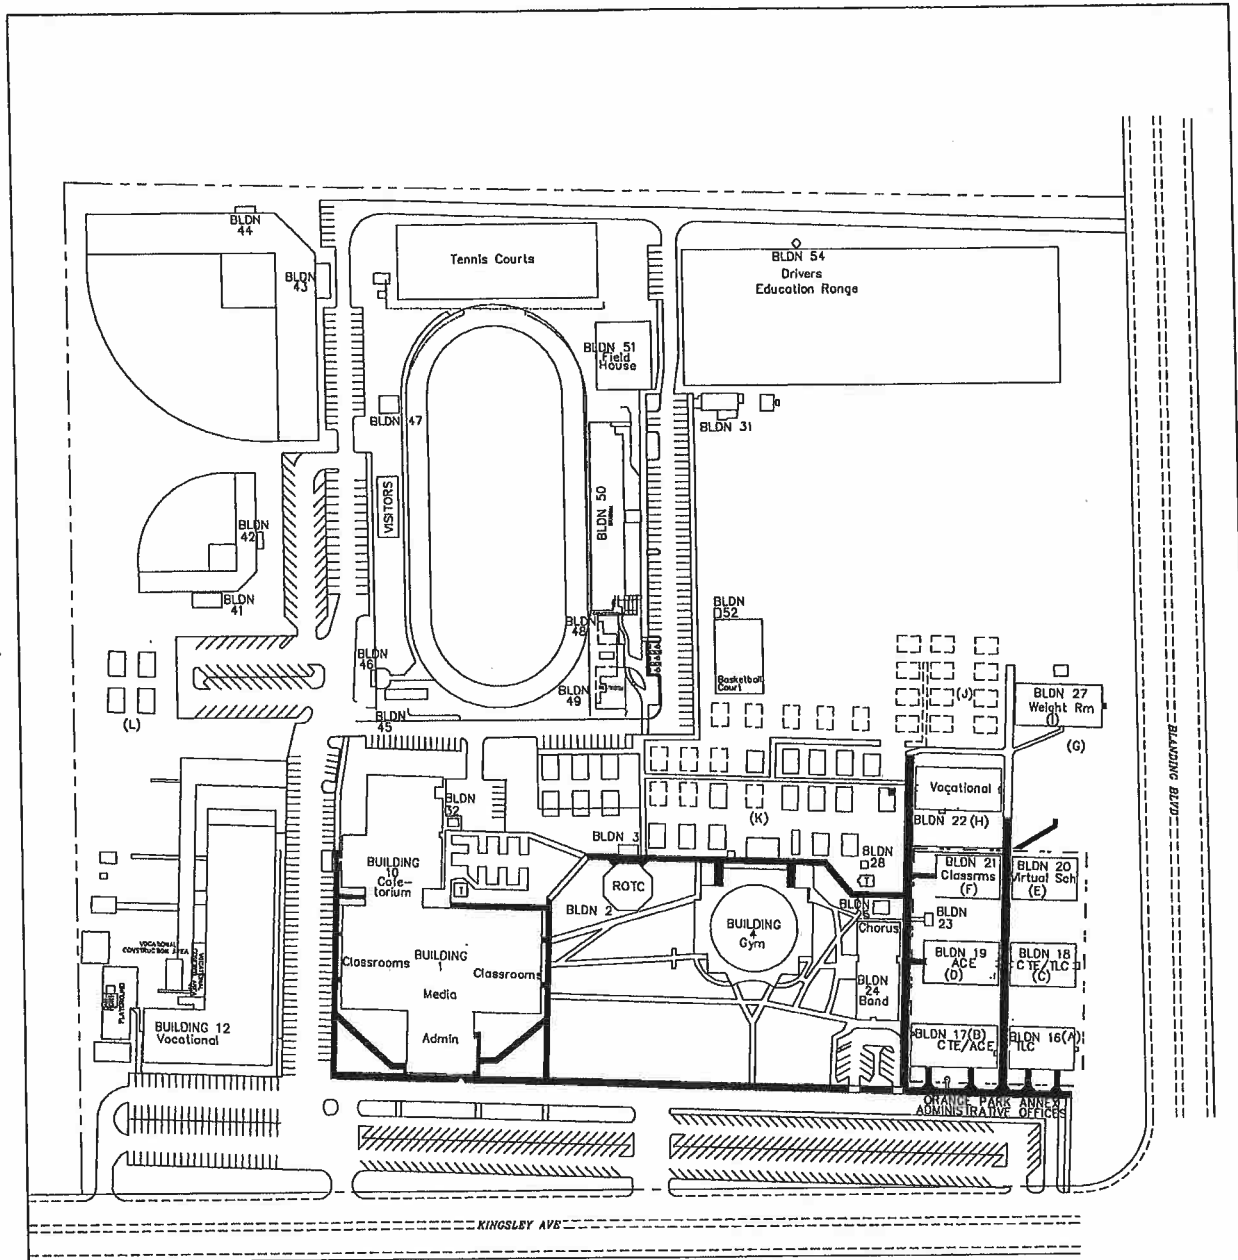 BLDN
44
BLDN
43
Tennis Courts
BLDN 54
Drivers
Education Range
BLDN 51
Field
House
BLDN 47
BLDN 31
VISITORS
BLDN 50
BLDN
42
BLDN
41
BLDN
52
BLDN
48
BLDN
46
Basketball
Court
BLDN
49
BLDN
45
(L)
(J)
BLDN 27
Weight Rm
(I)
(G)
BLANDING BLVD.
Vocational
BLDN 22 (H)
BLDN
32
(K)
BLDN 3
BLDN
28
T
T
BUILDING
10
Cafe-
torium
ROTC
BLDN 2
BUILDING
4
Gym
Chorus
BLDN 21
Classrms
(F)
BLDN 20
Virtual Sch
(E)
BLDN
23
VOCATIONAL
CONSTRUCTION AREA
PLAYGROUND
BUILDING
1
Classrooms
Classrooms
Media
Admin
BLDN 19
ACE
(D)
BLDN 18
CTE/TLC
(C)
BLDN
24
Band
BUILDING 12
Vocational
BLDN 17(B)
CTE/ACE
BLDN 16(A)
TLC
ORANGE PARK ANNEX
ADMINISTRATIVE OFFICES
KINGSLEY AVE